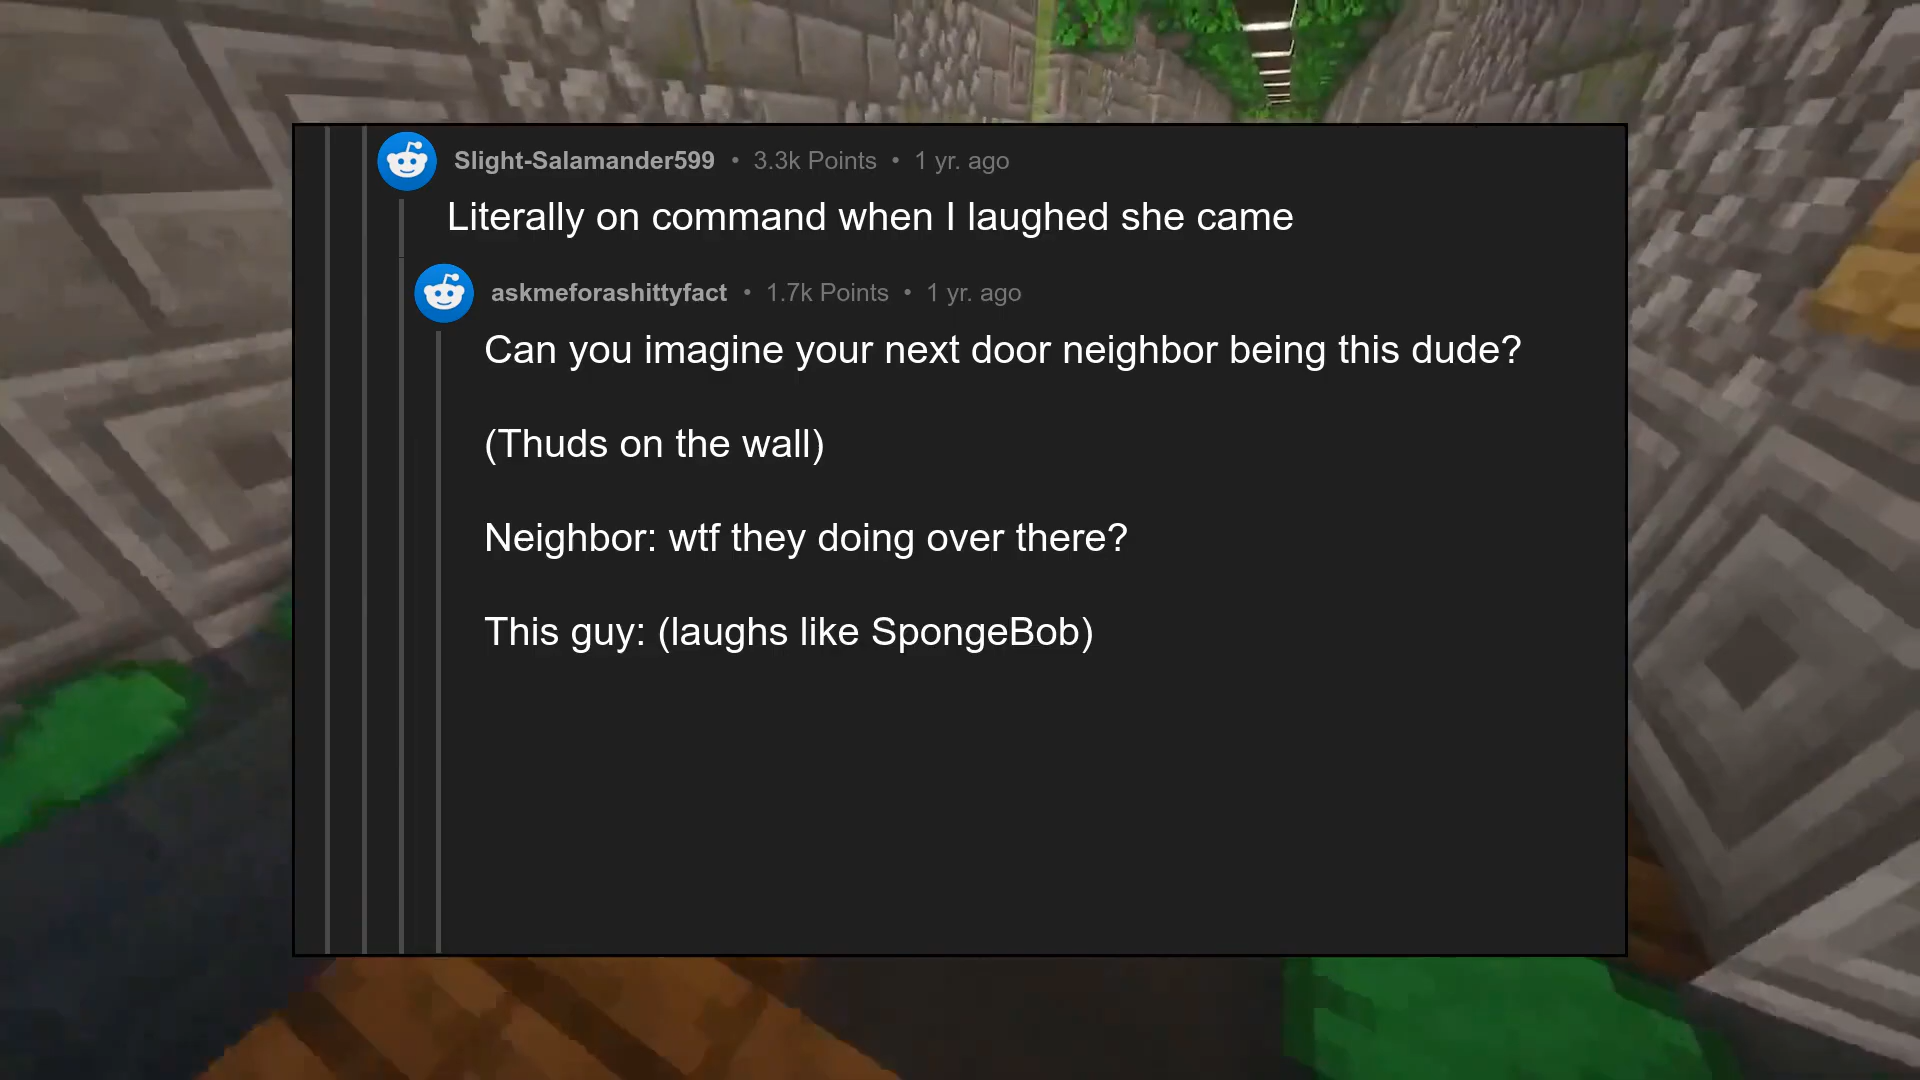 Slight-Salamander599 • 3.3k Points • 1 yr. ago
Literally on command when I laughed she came
askmeforashittyfact • 1.7k Points • 1 yr. ago
Can you imagine your next door neighbor being this dude?
(Thuds on the wall)
Neighbor: wtf they doing over there?
This guy: (laughs like SpongeBob)